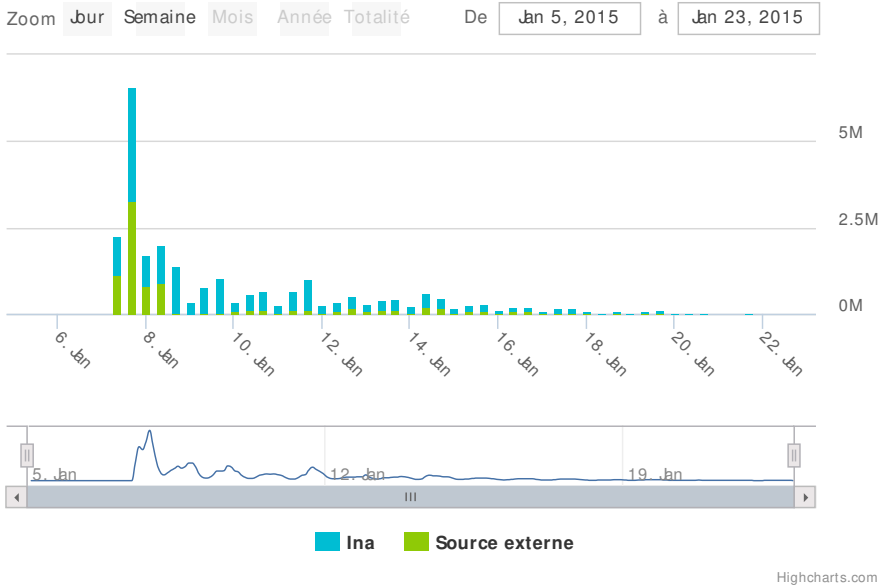 Zoom Jour Semaine Mois Année Totalité De Jan 5, 2015 à Jan 23, 2015
5M
2.5M
0M
6. Jan 8. Jan 10. Jan 12. Jan 14. Jan 16. Jan 18. Jan 20. Jan 22. Jan
5. Jan 12. Jan 19. Jan
Ina Source externe
Highcharts.com